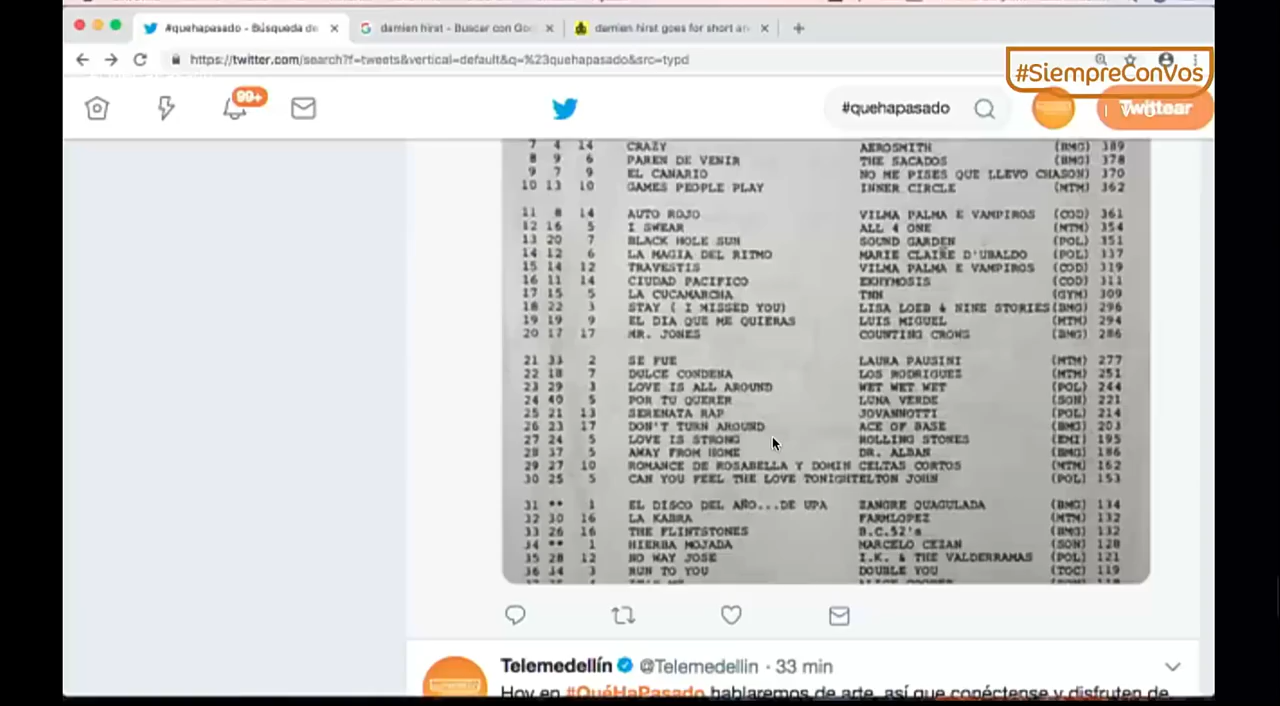 #quehapasado - Búsqueda de
damien hirst - Buscar con Goo
damien hirst goes for short an
https://twitter.com/search?f=tweets&vertical=default&q=%23quehapasado&src=typd
#SiempreConVos
99+
#quehapasado
Twittear
7 4 14 CRAZY AEROSMITH (BMG) 389
8 9 6 PAREN DE VENIR THE SACADOS (BMG) 378
9 7 9 EL CANARIO NO ME PISES QUE LLEVO CHASON) 370
10 13 10 GAMES PEOPLE PLAY INNER CIRCLE (MTM) 362
11 8 14 AUTO ROJO VILMA PALMA E VAMPIROS (COD) 361
12 16 5 I SWEAR ALL 4 ONE (MTM) 354
13 20 7 BLACK HOLE SUN SOUND GARDEN (POL) 351
14 12 6 LA MAGIA DEL RITMO MARIE CLAIRE D'UBALDO (POL) 337
15 14 12 TRAVESTIS VILMA PALMA E VAMPIROS (COD) 319
16 11 14 CIUDAD PACIFICO EKHYMOSIS (COD) 311
17 15 5 LA CUCAMARCHA TNN (GYM) 309
18 22 3 STAY ( I MISSED YOU) LISA LOEB & NINE STORIES(BMG) 296
19 19 9 EL DIA QUE ME QUIERAS LUIS MIGUEL (MTM) 294
20 17 17 MR. JONES COUNTING CROWS (BMG) 286
21 33 2 SE FUE LAURA PAUSINI (MTM) 277
22 18 7 DULCE CONDENA LOS RODRIGUEZ (MTM) 251
23 29 3 LOVE IS ALL AROUND WET WET WET (POL) 244
24 40 5 POR TU QUERER LUNA VERDE (SON) 221
25 21 13 SERENATA RAP JOVANNOTTI (POL) 214
26 23 17 DON'T TURN AROUND ACE OF BASE (BMG) 203
27 24 5 LOVE IS STRONG ROLLING STONES (EMI) 195
28 37 5 AWAY FROM HOME DR. ALBAN (BMG) 186
29 27 10 ROMANCE DE ROSABELLA Y DOMIN CELTAS CORTOS (MTM) 162
30 25 5 CAN YOU FEEL THE LOVE TONIGHTELTON JOHN (POL) 153
31 ** 1 EL DISCO DEL AÑO...DE UPA ZANGRE QUAGULADA (BMG) 134
32 30 16 LA KABRA FARMLOPEZ (MTM) 132
33 26 16 THE FLINTSTONES B.C.52's (BMG) 132
34 ** 1 HIERBA MOJADA MARCELO CEZAN (SON) 128
35 28 12 NO WAY JOSE I.K. & THE VALDERRAMAS (POL) 121
36 34 3 RUN TO YOU DOUBLE YOU (TOC) 119
Telemedellín @Telemedellin · 33 min
Hoy en #QuéHaPasado hablaremos de arte, así que conéctense y disfruten de